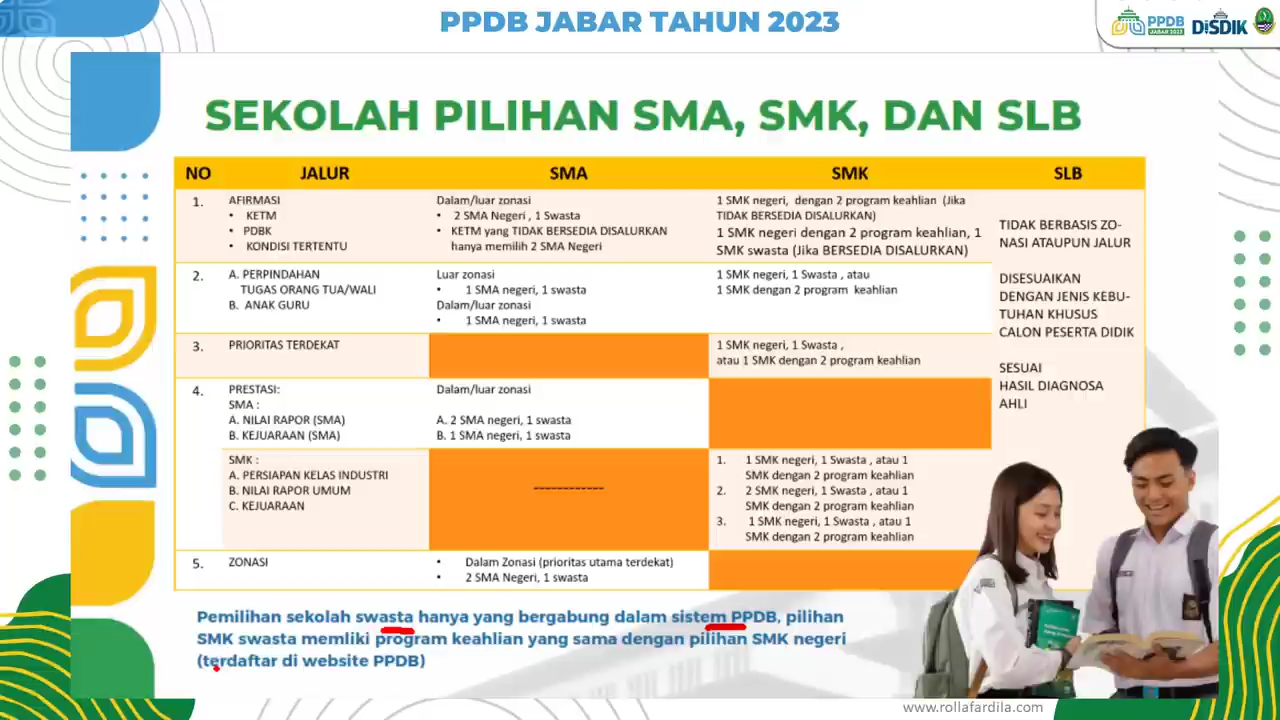 PPDB JABAR TAHUN 2023
PPDB
JABAR 2023
DiSDIK
SEKOLAH PILIHAN SMA, SMK, DAN SLB
NO JALUR SMA SMK SLB
1. AFIRMASI
• KETM
• PDBK
• KONDISI TERTENTU
Dalam/luar zonasi
• 2 SMA Negeri , 1 Swasta
• KETM yang TIDAK BERSEDIA DISALURKAN
hanya memilih 2 SMA Negeri
1 SMK negeri, dengan 2 program keahlian (Jika
TIDAK BERSEDIA DISALURKAN)
1 SMK negeri dengan 2 program keahlian, 1
SMK swasta (Jika BERSEDIA DISALURKAN)
TIDAK BERBASIS ZO-
NASI ATAUPUN JALUR
DISESUAIKAN
DENGAN JENIS KEBU-
TUHAN KHUSUS
CALON PESERTA DIDIK
SESUAI
HASIL DIAGNOSA
AHLI
2. A. PERPINDAHAN
TUGAS ORANG TUA/WALI
B. ANAK GURU
Luar zonasi
• 1 SMA negeri, 1 swasta
Dalam/luar zonasi
• 1 SMA negeri, 1 swasta
1 SMK negeri, 1 Swasta , atau
1 SMK dengan 2 program keahlian
3. PRIORITAS TERDEKAT
1 SMK negeri, 1 Swasta ,
atau 1 SMK dengan 2 program keahlian
4. PRESTASI:
SMA :
A. NILAI RAPOR (SMA)
B. KEJUARAAN (SMA)
Dalam/luar zonasi
A. 2 SMA negeri, 1 swasta
B. 1 SMA negeri, 1 swasta
SMK :
A. PERSIAPAN KELAS INDUSTRI
B. NILAI RAPOR UMUM
C. KEJUARAAN
------------
1. 1 SMK negeri, 1 Swasta , atau 1
SMK dengan 2 program keahlian
2. 2 SMK negeri, 1 Swasta , atau 1
SMK dengan 2 program keahlian
3. 1 SMK negeri, 1 Swasta , atau 1
SMK dengan 2 program keahlian
5. ZONASI
• Dalam Zonasi (prioritas utama terdekat)
• 2 SMA Negeri, 1 swasta
Pemilihan sekolah swasta hanya yang bergabung dalam sistem PPDB, pilihan
SMK swasta memliki program keahlian yang sama dengan pilihan SMK negeri
(terdaftar di website PPDB)
www.rollafardila.com